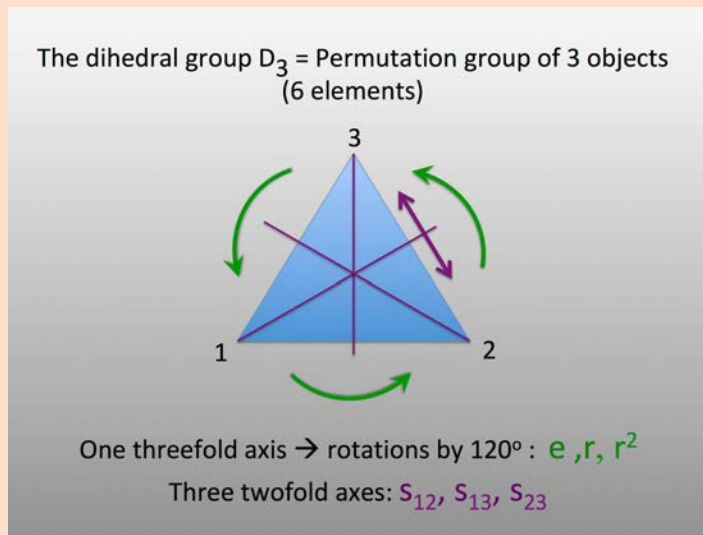 The dihedral group D₃ = Permutation group of 3 objects
(6 elements)
3
1
2
One threefold axis → rotations by 120º : e ,r, r²
Three twofold axes: S₁₂, S₁₃, S₂₃